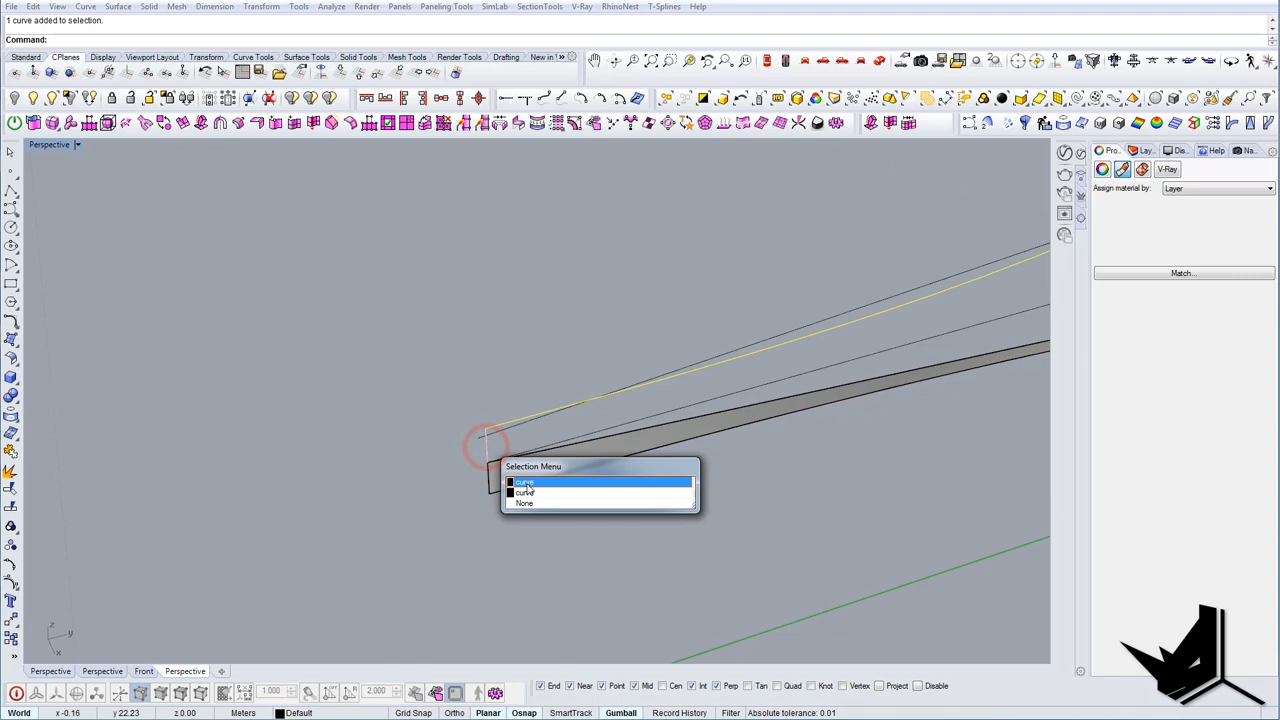 File Edit View Curve Surface Solid Mesh Dimension Transform Tools Analyze Render Panels Paneling Tools SimLab SectionTools V-Ray RhinoNest T-Splines Help
1 curve added to selection.
Command:
Standard CPlanes Display Viewport Layout Transform Curve Tools Surface Tools Solid Tools Mesh Tools Render Tools Drafting New in
Perspective
Pro... Lay... Dis... Help Na...
V-Ray
Assign material by: Layer
Match...
Selection Menu
curve
curve
None
z
y
x
Perspective Perspective Front Perspective
1.000 2.000 End Near Point Mid Cen Int Perp Tan Quad Knot Vertex Project Disable
World x -0.16 y 22.23 z 0.00 Meters Default Grid Snap Ortho Planar Osnap SmartTrack Gumball Record History Filter Absolute tolerance: 0.01